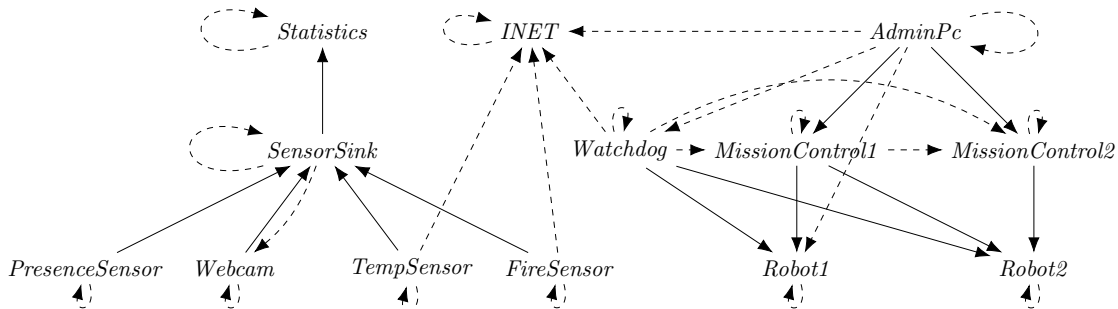 Statistics INET AdminPc
SensorSink Watchdog MissionControl1 MissionControl2
PresenceSensor Webcam TempSensor FireSensor Robot1 Robot2